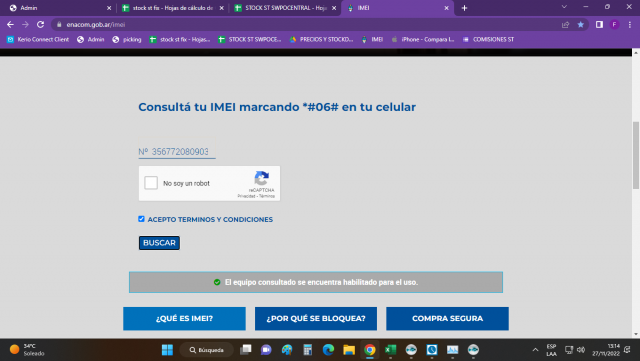 Admin
stock st fis - Hojas de cálculo de
STOCK ST SWPOCENTRAL - Hoj
IMEI
enacom.gob.ar/imei
F
Kerio Connect Client
Admin
picking
stock st fis - Hojas...
STOCK ST SWPOCE...
PRECIOS Y STOCKD...
IMEI
iPhone - Compara l...
COMISIONES ST
Consultá tu IMEI marcando *#06# en tu celular
Nº 356772080903
No soy un robot
reCAPTCHA
Privacidad - Términos
ACEPTO TERMINOS Y CONDICIONES
BUSCAR
El equipo consultado se encuentra habilitado para el uso.
¿QUÉ ES IMEI?
¿POR QUÉ SE BLOQUEA?
COMPRA SEGURA
34°C
Soleado
Búsqueda
ESP
LAA
13:14
27/11/2022